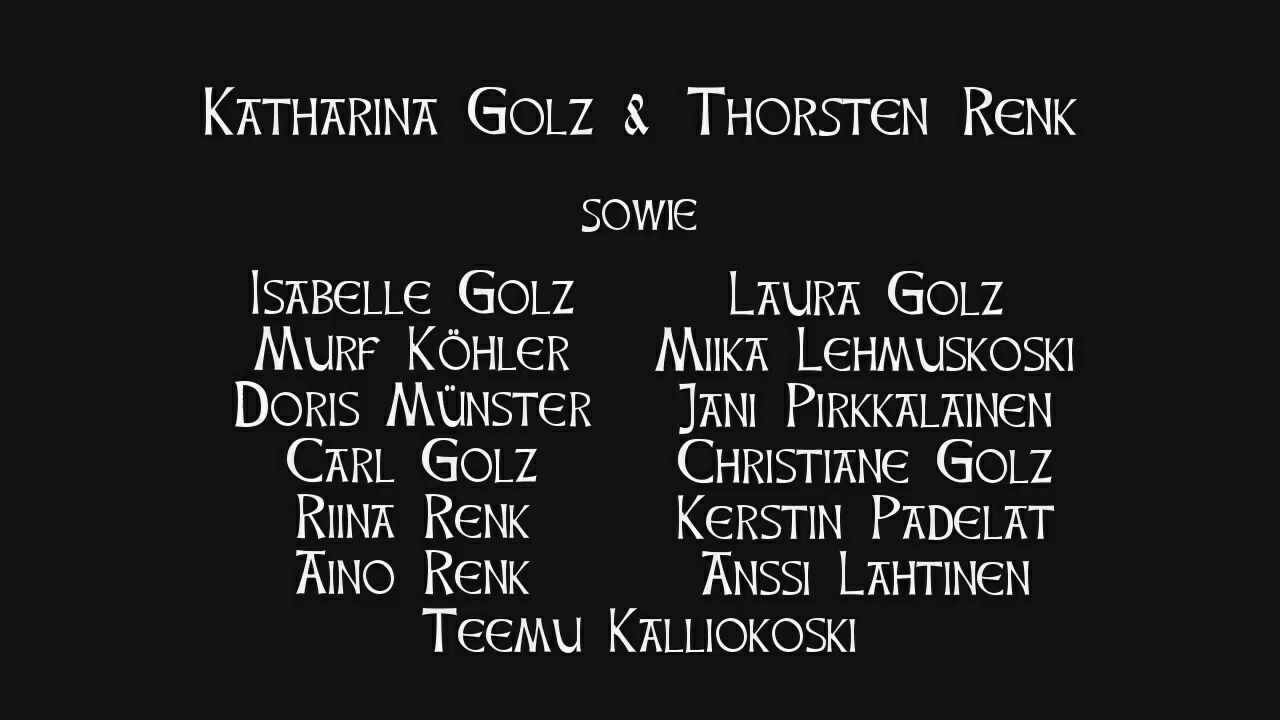 Katharina Golz & Thorsten Renk
sowie
Isabelle Golz Laura Golz
Murf Köhler Miika Lehmuskoski
Doris Münster Jani Pirkkalainen
Carl Golz Christiane Golz
Riina Renk Kerstin Padelat
Aino Renk Anssi Lahtinen
Teemu Kalliokoski